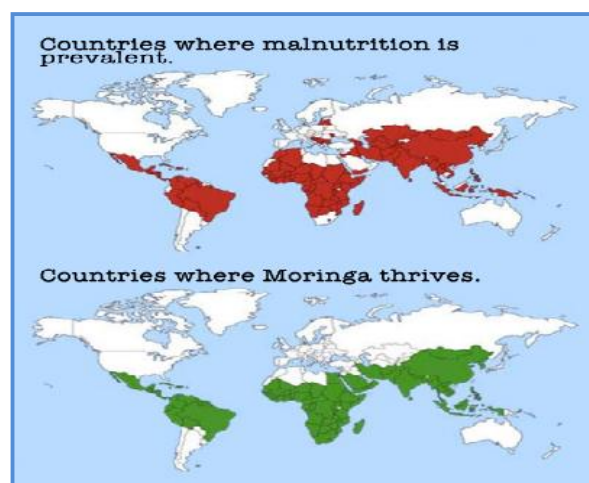 Countries where malnutrition is
prevalent.
Countries where Moringa thrives.